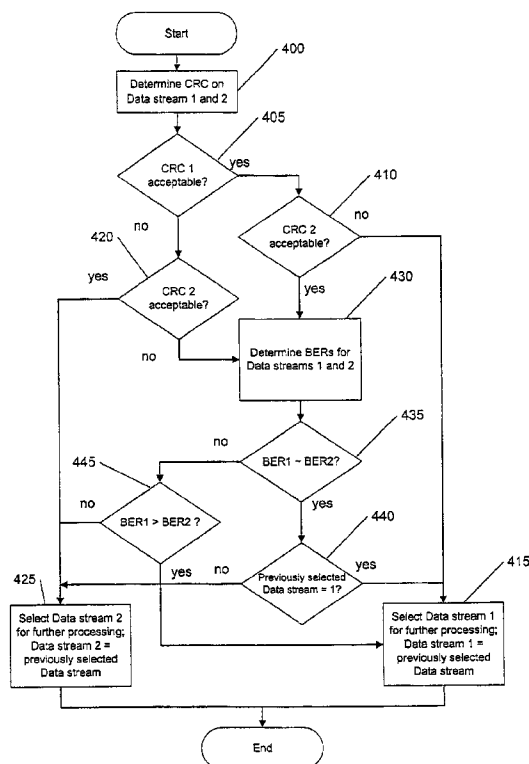 Start
400
Determine CRC on
Data stream 1 and 2
405
CRC 1
acceptable?
yes
410
no
420
CRC 2
acceptable?
no
yes
CRC 2
acceptable?
yes
430
no
Determine BERs for
Data streams 1 and 2
435
no
445
BER1 ~ BER2?
no
BER1 > BER2 ?
yes
440
yes
no
Previously selected
Data stream = 1?
yes
425
415
Select Data stream 2
for further processing;
Data stream 2 =
previously selected
Data stream
Select Data stream 1
for further processing;
Data stream 1 =
previously selected
Data stream
End